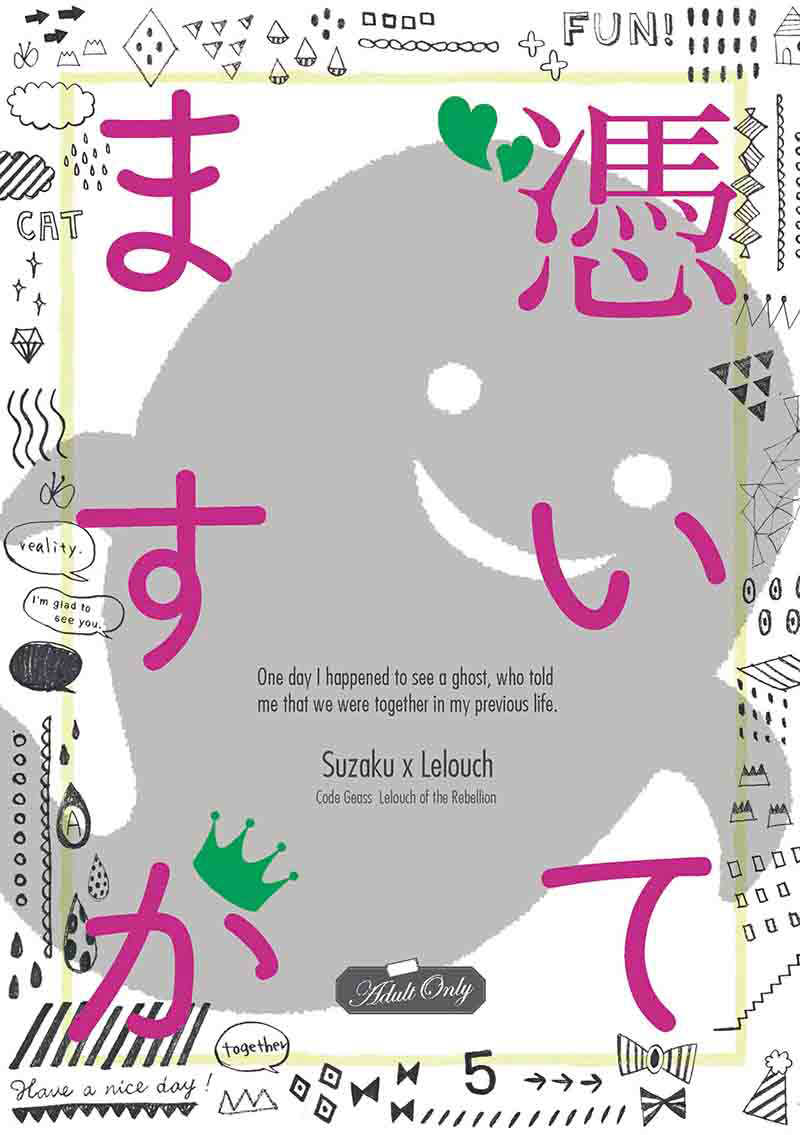 憑いて
ますが
One day I happened to see a ghost, who told
me that we were together in my previous life.
Suzaku x Lelouch
Code Geass Lelouch of the Rebellion
Adult Only
FUN!
CAT
reality.
I'm glad to
see you.
A
together
Have a nice day!
5